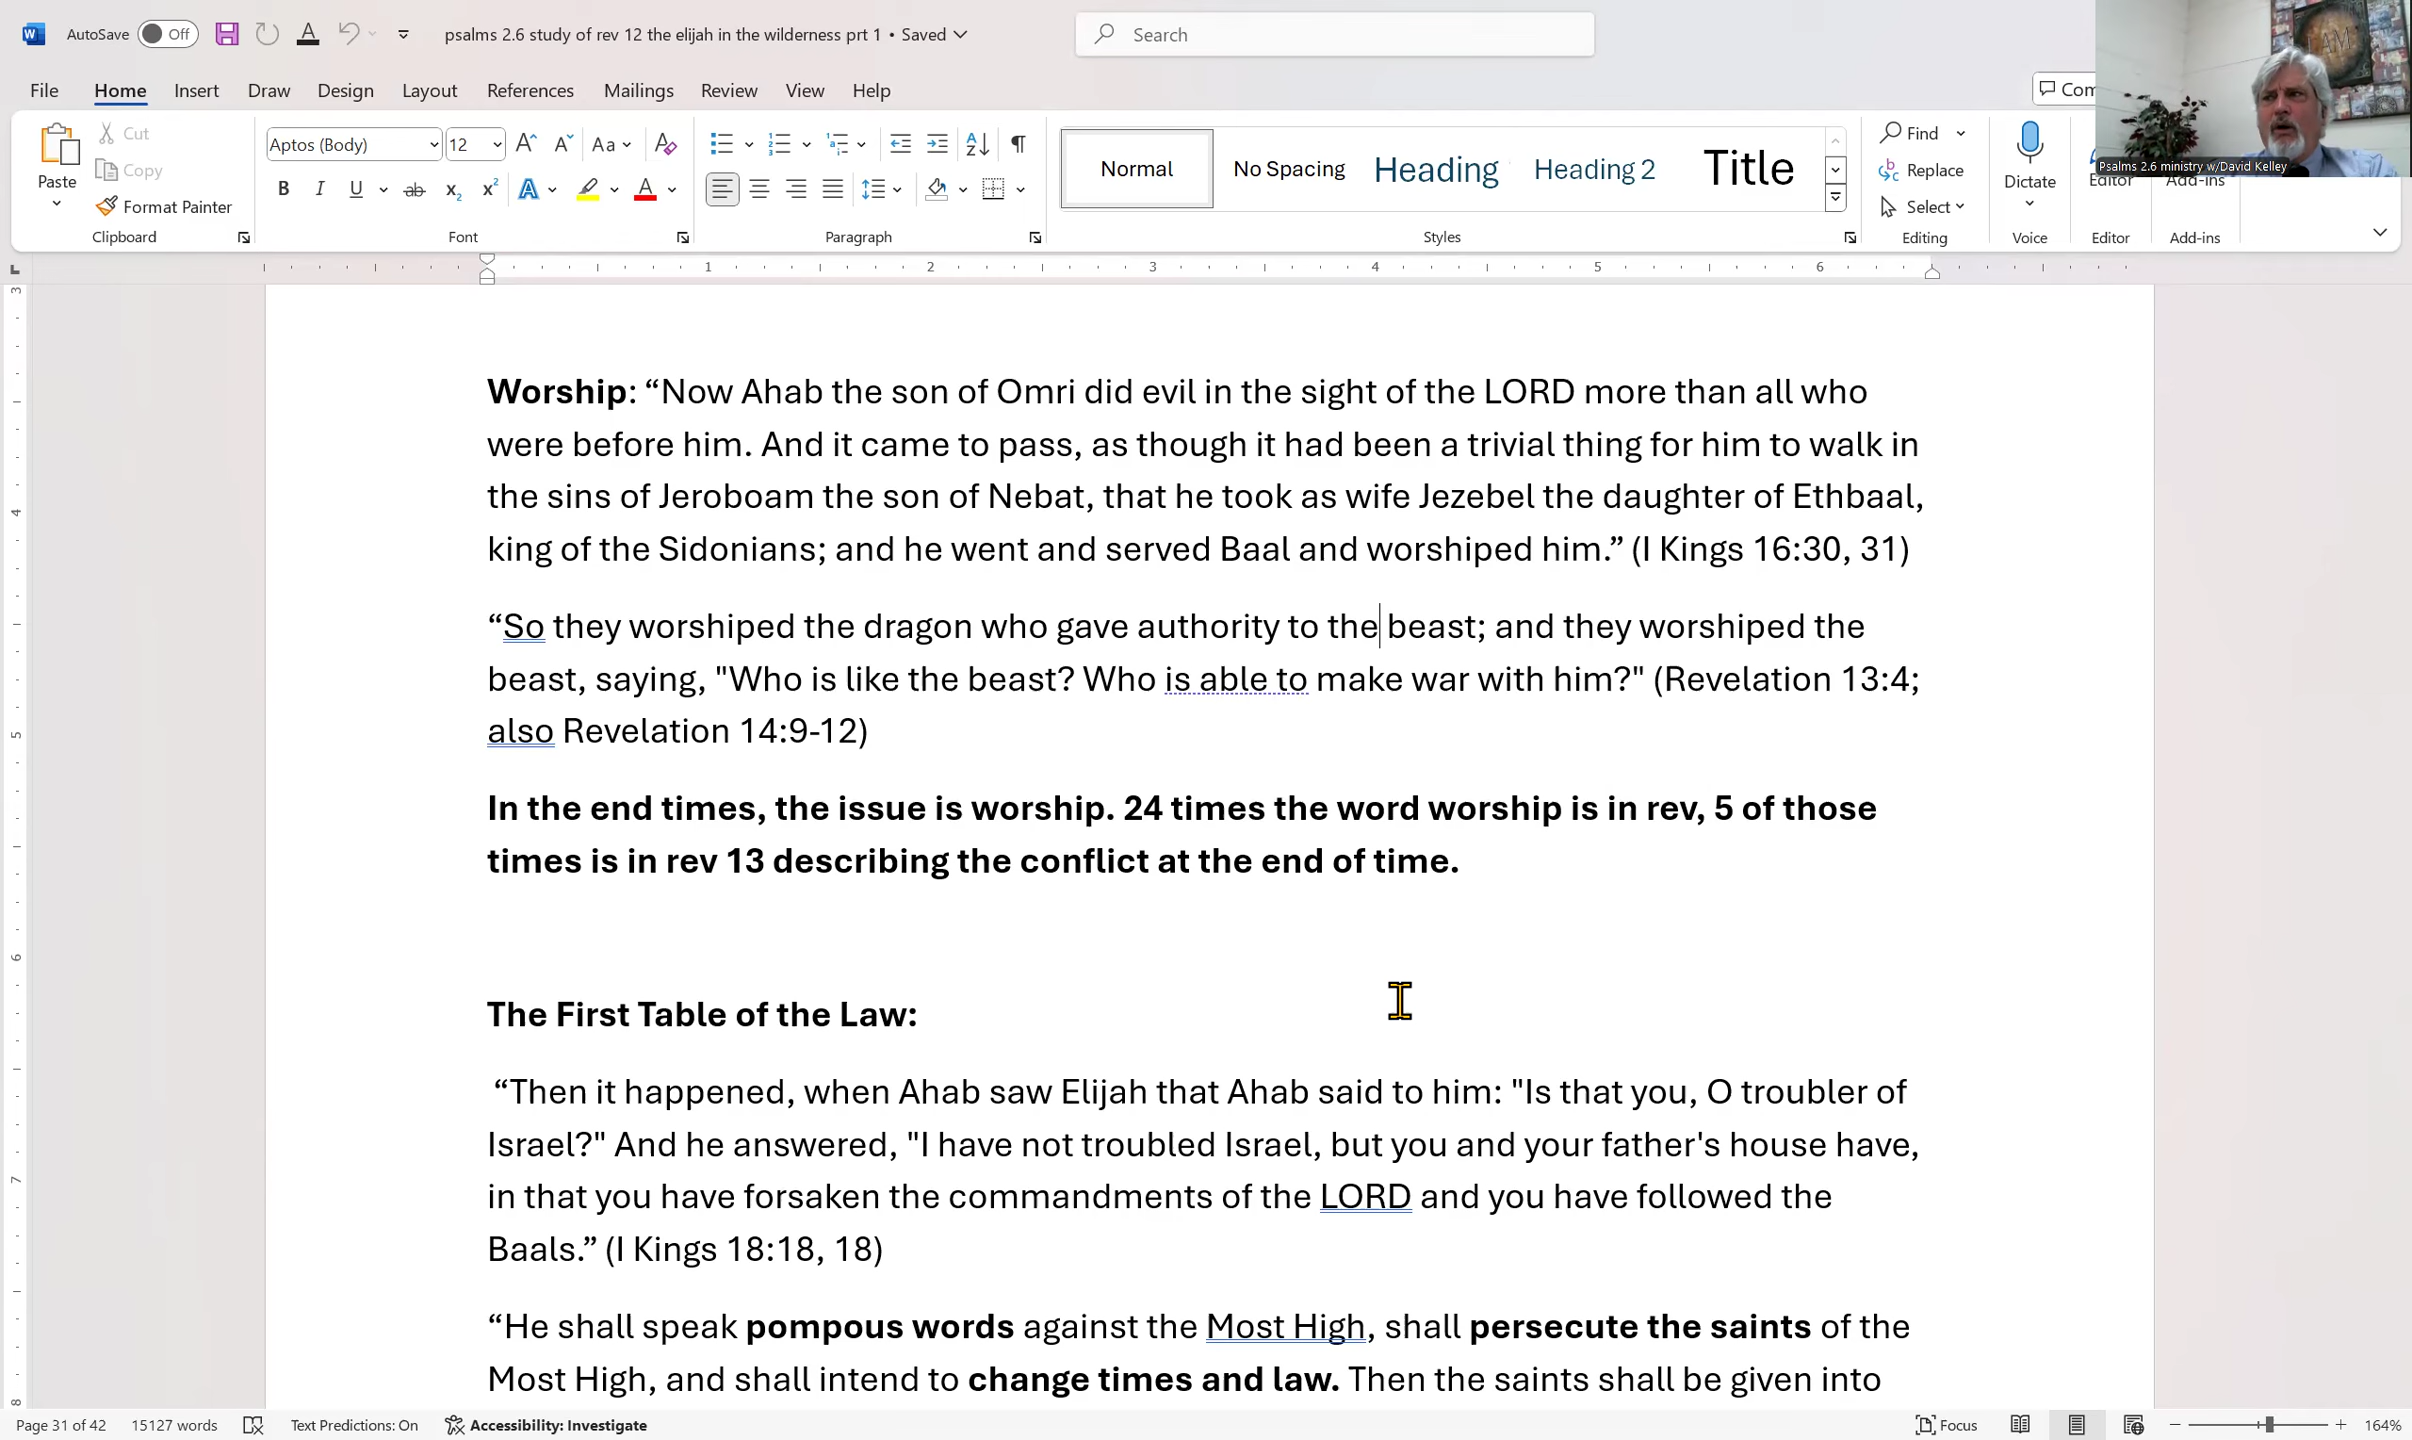 AutoSave Off psalms 2.6 study of rev 12 the elijah in the wilderness prt 1 • Saved Search
I AM
File Home Insert Draw Design Layout References Mailings Review View Help
Psalms 2.6 ministry w/David Kelley
Paste Cut Copy Format Painter Clipboard
Aptos (Body) 12 Font
Paragraph
Normal No Spacing Heading Heading 2 Title Styles
Find Replace Select Editing
Dictate Voice
Editor Editor
Add-ins Add-ins
1 2 3 4 5 6
Worship: “Now Ahab the son of Omri did evil in the sight of the LORD more than all who
were before him. And it came to pass, as though it had been a trivial thing for him to walk in
the sins of Jeroboam the son of Nebat, that he took as wife Jezebel the daughter of Ethbaal,
king of the Sidonians; and he went and served Baal and worshiped him.” (I Kings 16:30, 31)
“So they worshiped the dragon who gave authority to the beast; and they worshiped the
beast, saying, "Who is like the beast? Who is able to make war with him?" (Revelation 13:4;
also Revelation 14:9-12)
In the end times, the issue is worship. 24 times the word worship is in rev, 5 of those
times is in rev 13 describing the conflict at the end of time.
The First Table of the Law:
“Then it happened, when Ahab saw Elijah that Ahab said to him: "Is that you, O troubler of
Israel?" And he answered, "I have not troubled Israel, but you and your father's house have,
in that you have forsaken the commandments of the LORD and you have followed the
Baals.” (I Kings 18:18, 18)
“He shall speak pompous words against the Most High, shall persecute the saints of the
Most High, and shall intend to change times and law. Then the saints shall be given into
Page 31 of 42 15127 words Text Predictions: On Accessibility: Investigate Focus 164%